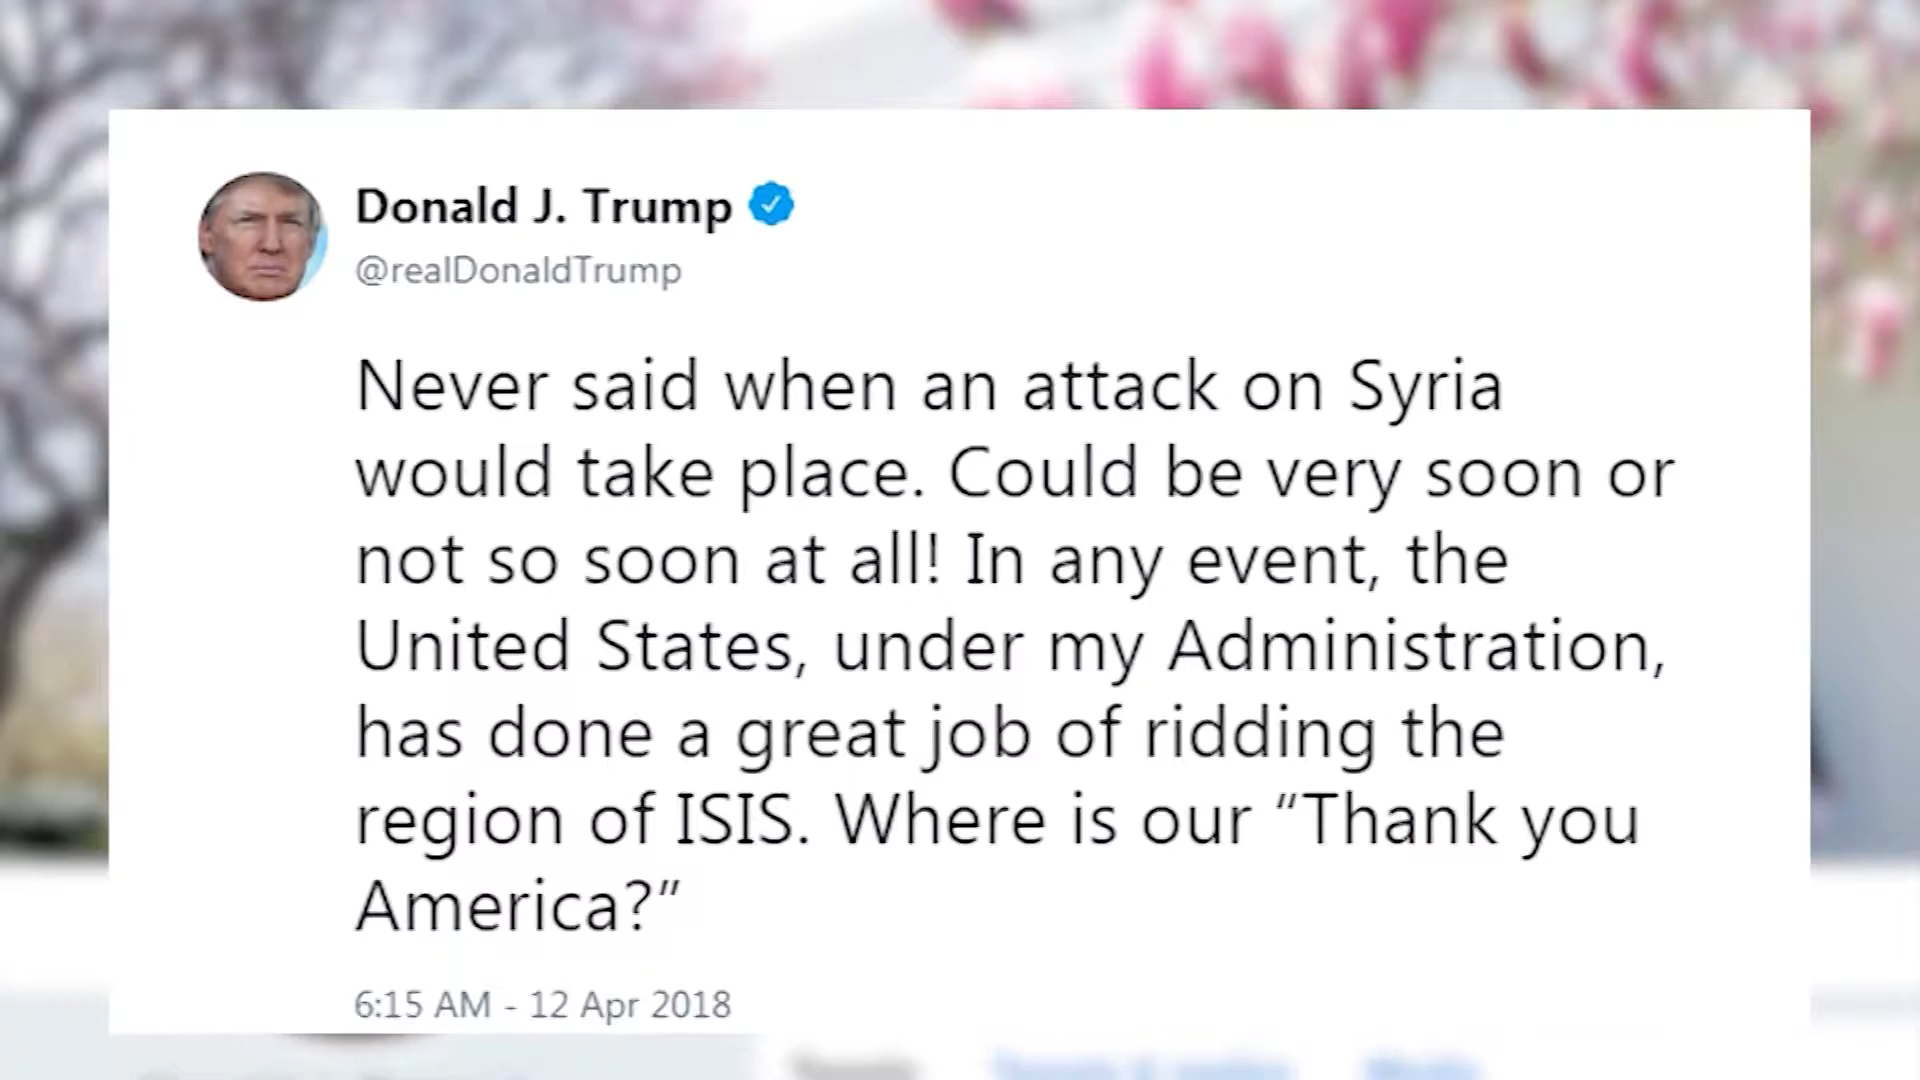 Donald J. Trump
@realDonaldTrump
Never said when an attack on Syria
would take place. Could be very soon or
not so soon at all! In any event, the
United States, under my Administration,
has done a great job of ridding the
region of ISIS. Where is our “Thank you
America?”
6:15 AM - 12 Apr 2018